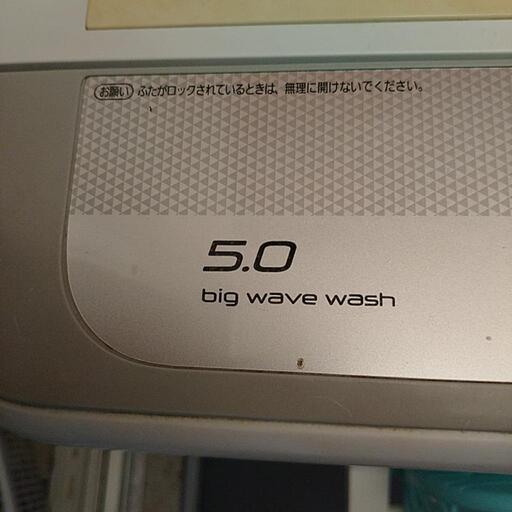 お願い ふたがロックされているときは、無理に開けないでください。
5.0
big wave wash